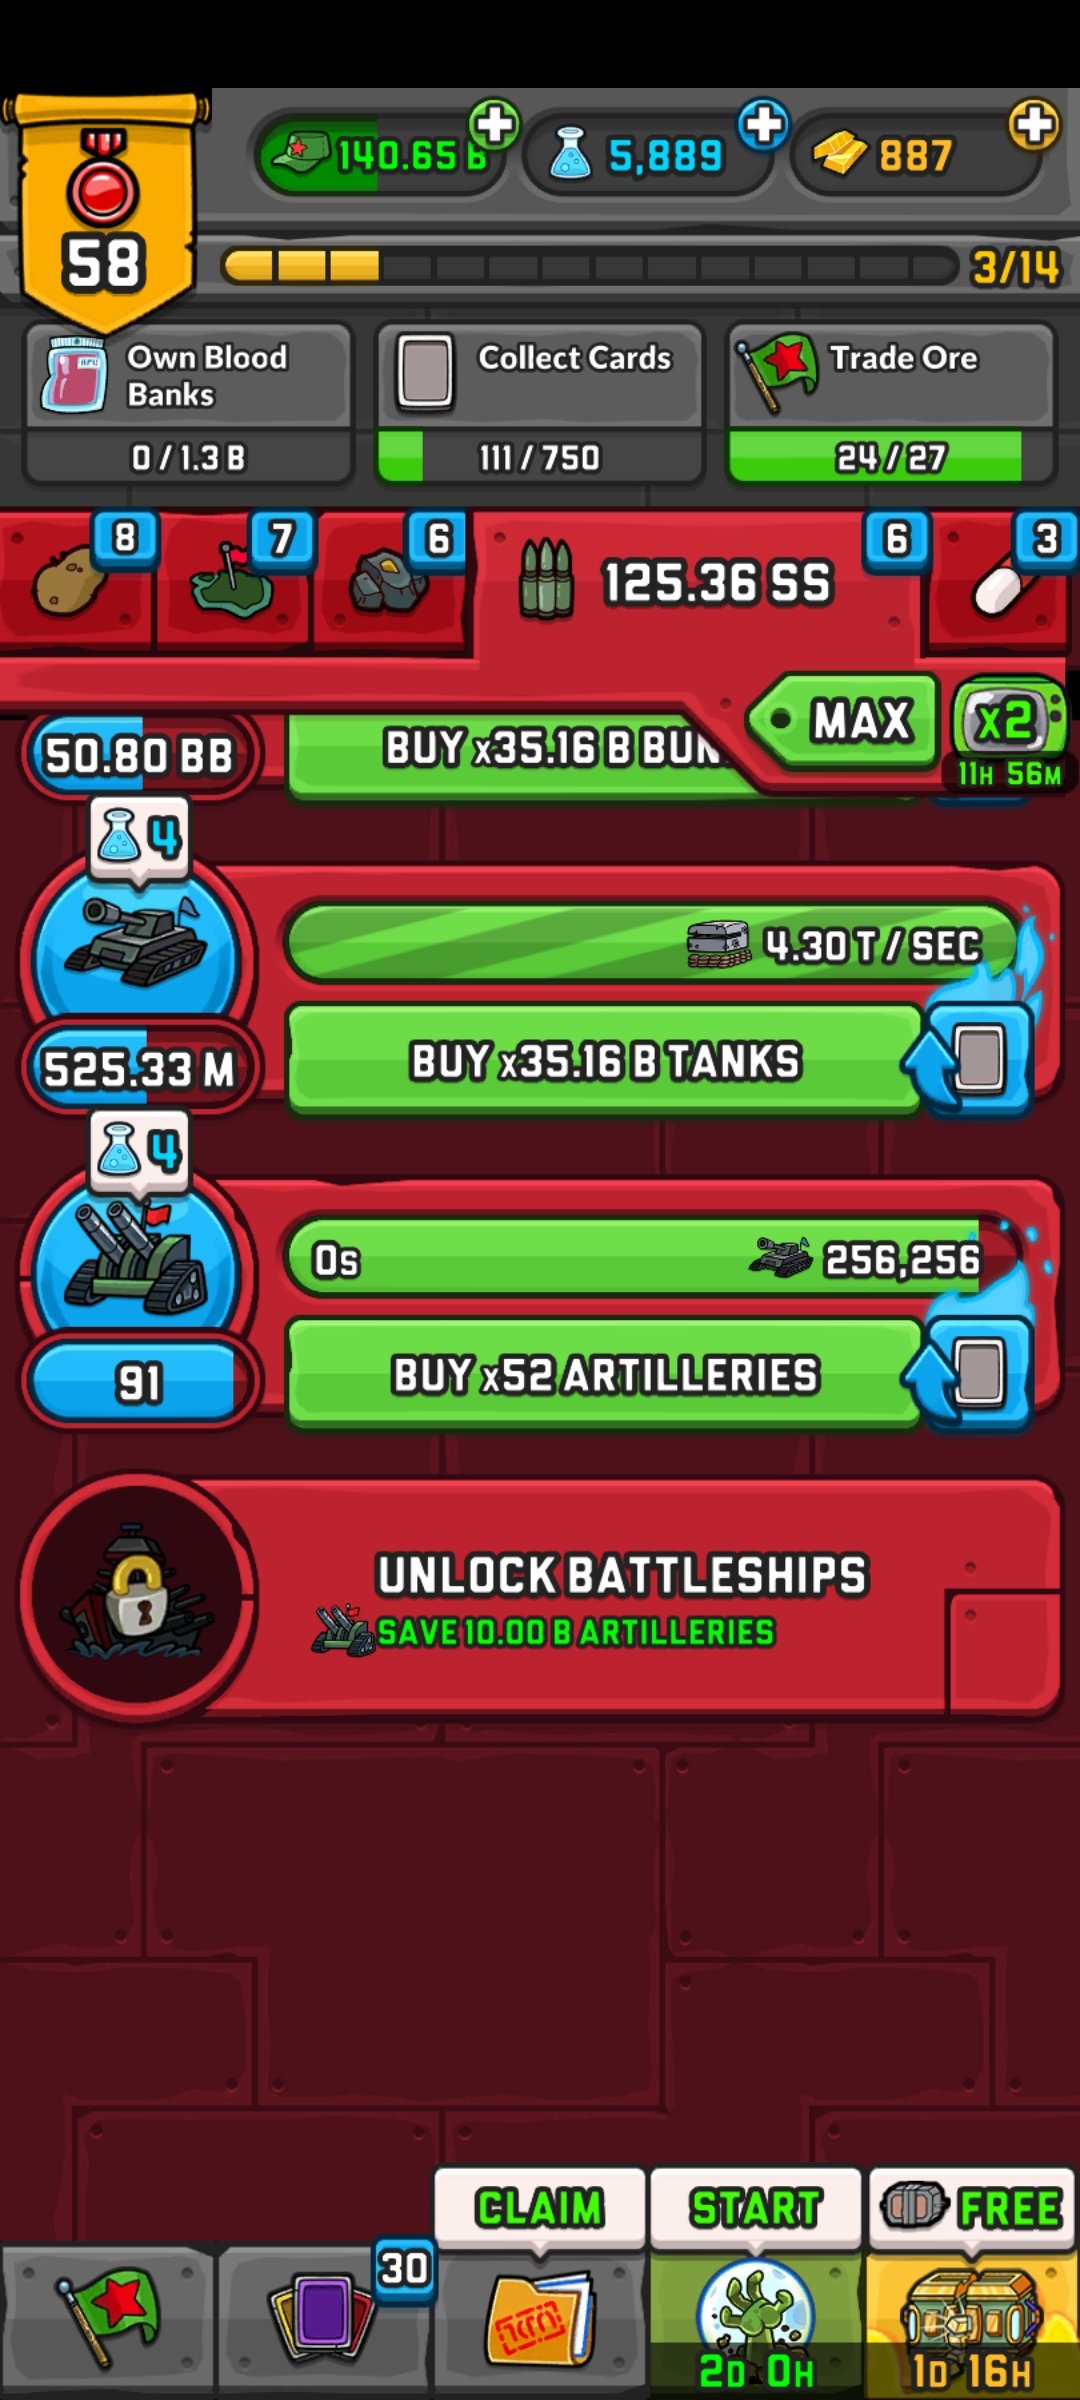 58
140.65 B
5,889
887
3/14
Own Blood
Banks
0 / 1.3 B
Collect Cards
111 / 750
Trade Ore
24 / 27
8
7
6
125.36 SS
6
3
MAX
x2
11H 56M
50.80 BB
BUY x35.16 B BUN
4
4.30 T / SEC
525.33 M
BUY x35.16 B TANKS
4
0s
256,256
91
BUY x52 ARTILLERIES
UNLOCK BATTLESHIPS
SAVE 10.00 B ARTILLERIES
CLAIM
START
FREE
30
2D 0H
1D 16H